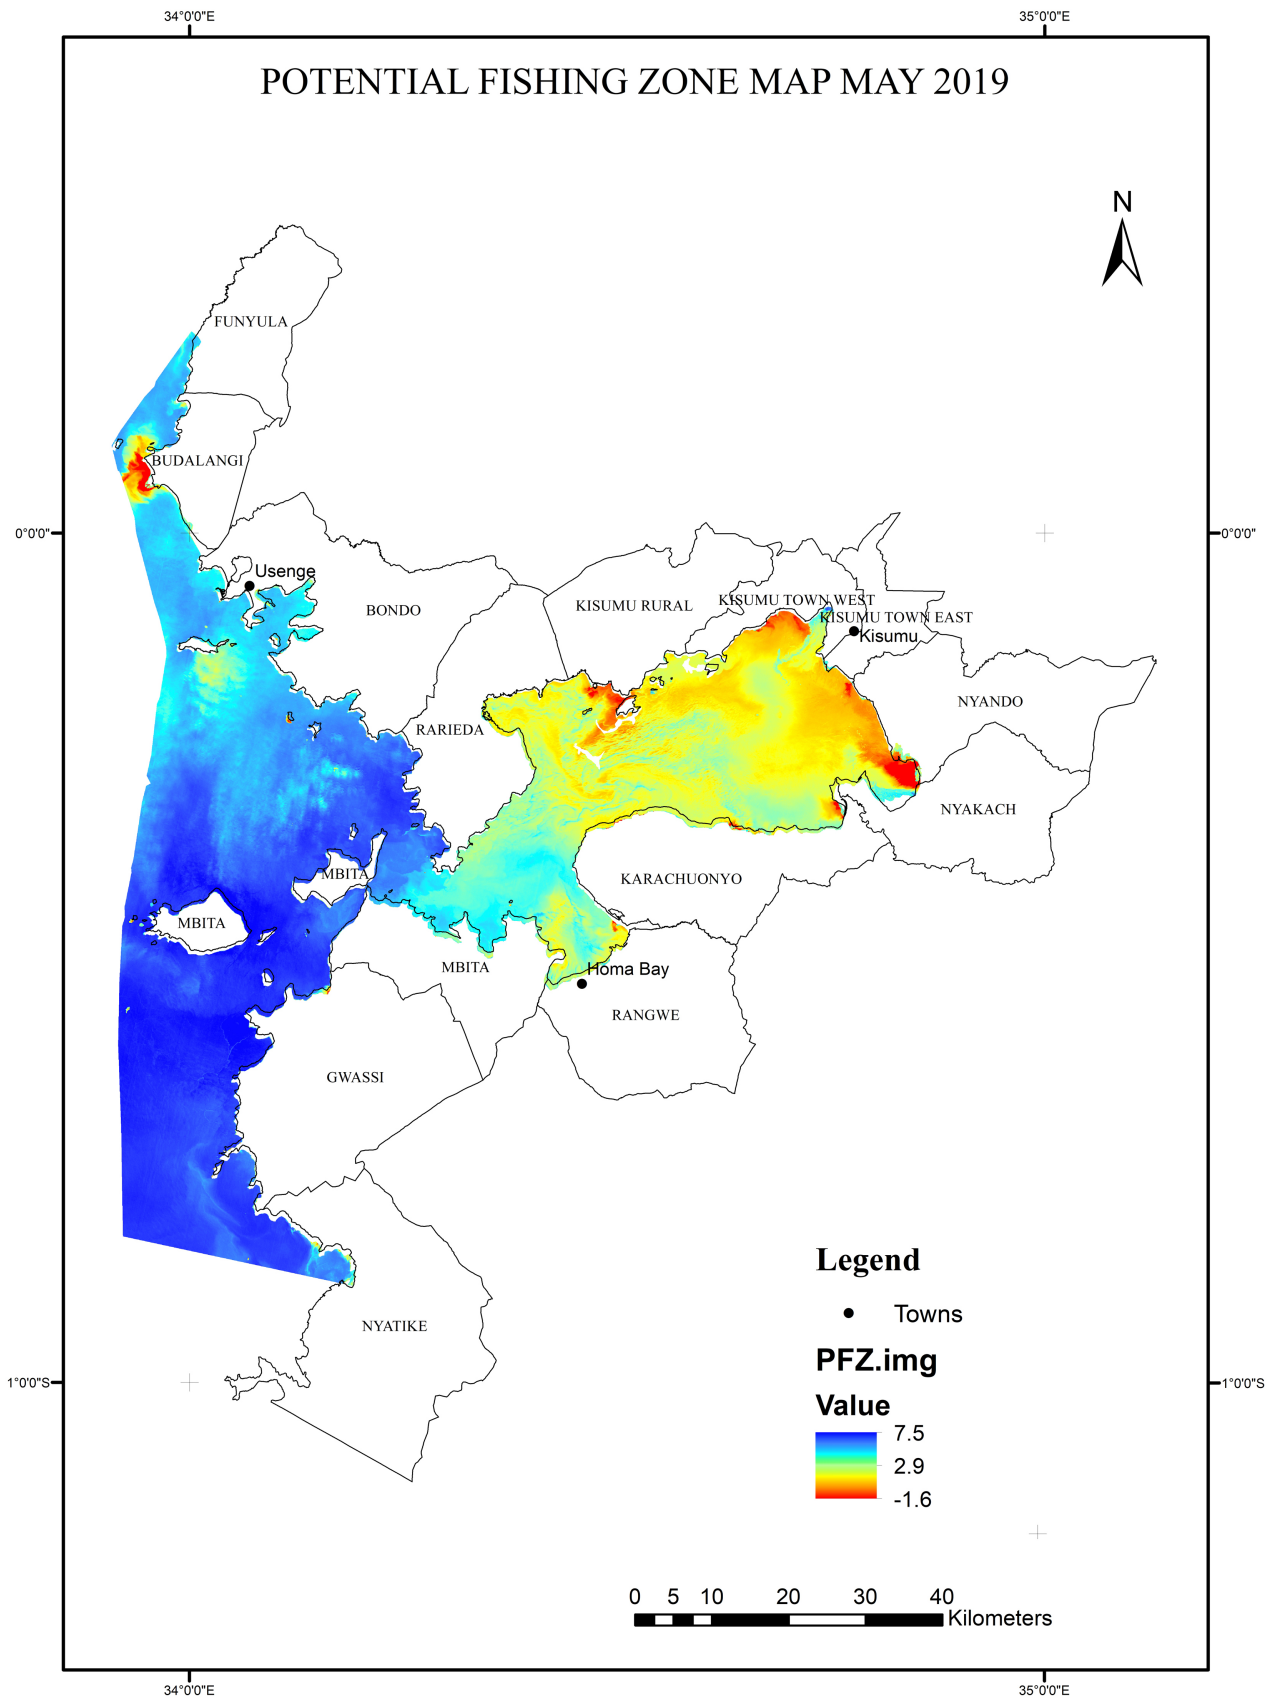 34°0'0"E
35°0'0"E
POTENTIAL FISHING ZONE MAP MAY 2019
N
FUNYULA
BUDALANGI
0°0'0"
0°0'0"
Usenge
BONDO
KISUMU RURAL
KISUMU TOWN WEST
KISUMU TOWN EAST
Kisumu
NYANDO
RARIEDA
NYAKACH
MBITA
KARACHUONYO
MBITA
MBITA
Homa Bay
RANGWE
GWASSI
NYATIKE
Legend
Towns
PFZ.img
Value
7.5
2.9
-1.6
1°0'0"S
1°0'0"S
0 5 10 20 30 40
Kilometers
34°0'0"E
35°0'0"E